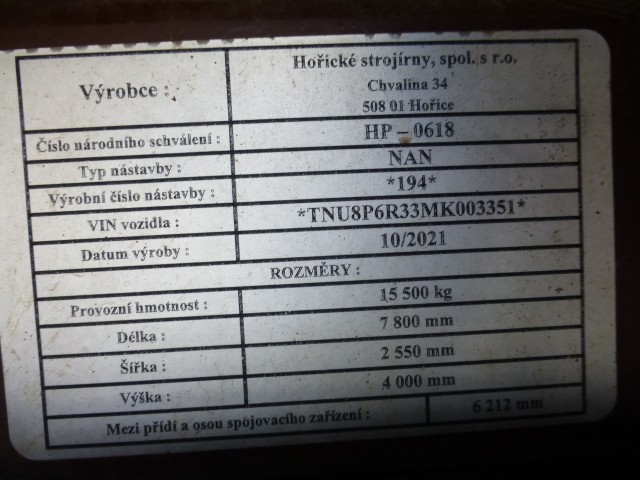 Výrobce : Hořické strojírny, spol. s r.o.
Chvalina 34
508 01 Hořice
Číslo národního schválení : HP – 0618
Typ nástavby : NAN
Výrobní číslo nástavby : *194*
VIN vozidla : *TNU8P6R33MK003351*
Datum výroby : 10/2021
ROZMĚRY :
Provozní hmotnost : 15 500 kg
Délka : 7 800 mm
Šířka : 2 550 mm
Výška : 4 000 mm
Mezi přídí a osou spojovacího zařízení : 6 212 mm